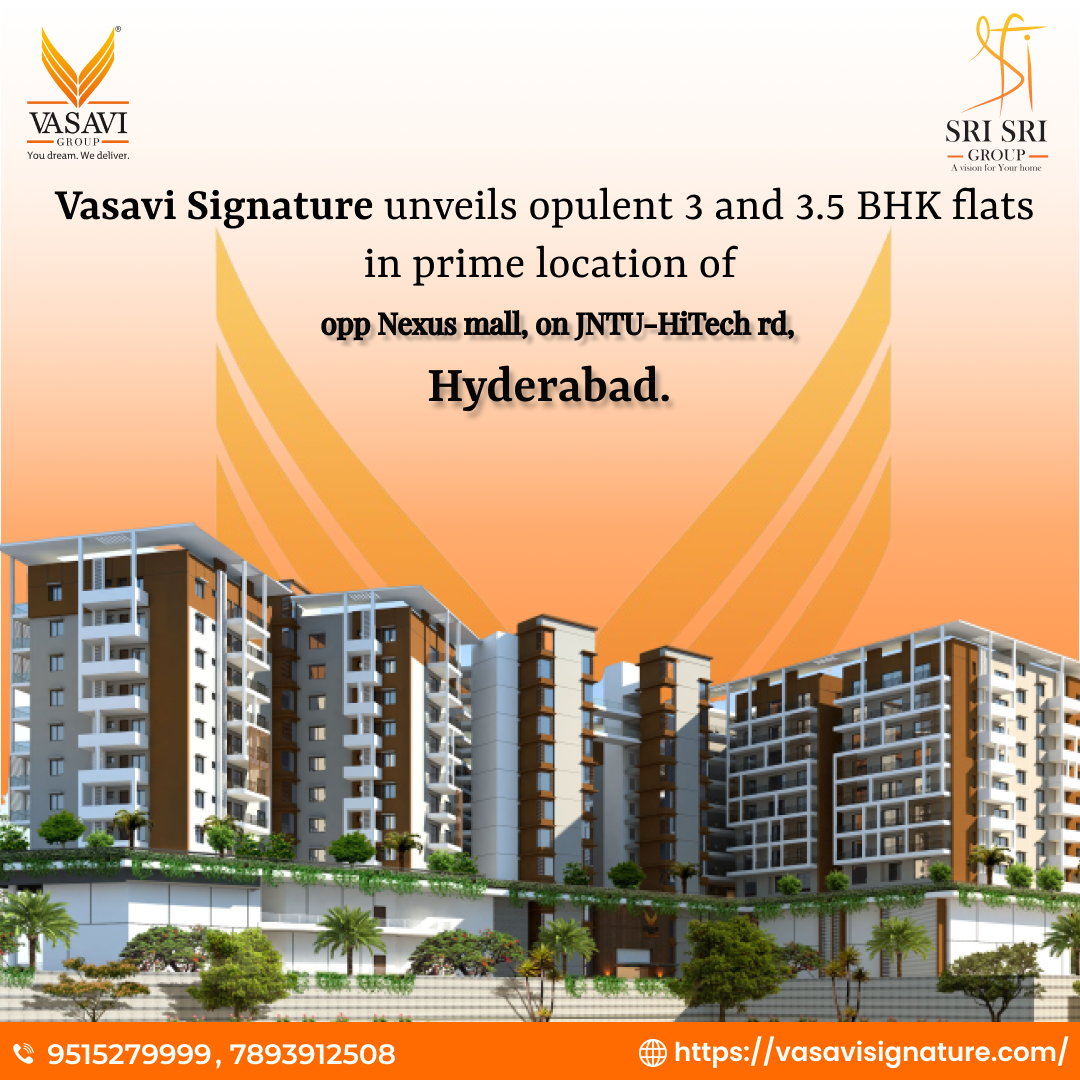 VASAVI
GROUP
You dream. We deliver.
SRI SRI
GROUP
A vision for Your home
Vasavi Signature unveils opulent 3 and 3.5 BHK flats
in prime location of
opp Nexus mall, on JNTU-HiTech rd,
Hyderabad.
9515279999, 7893912508
https://vasavisignature.com/